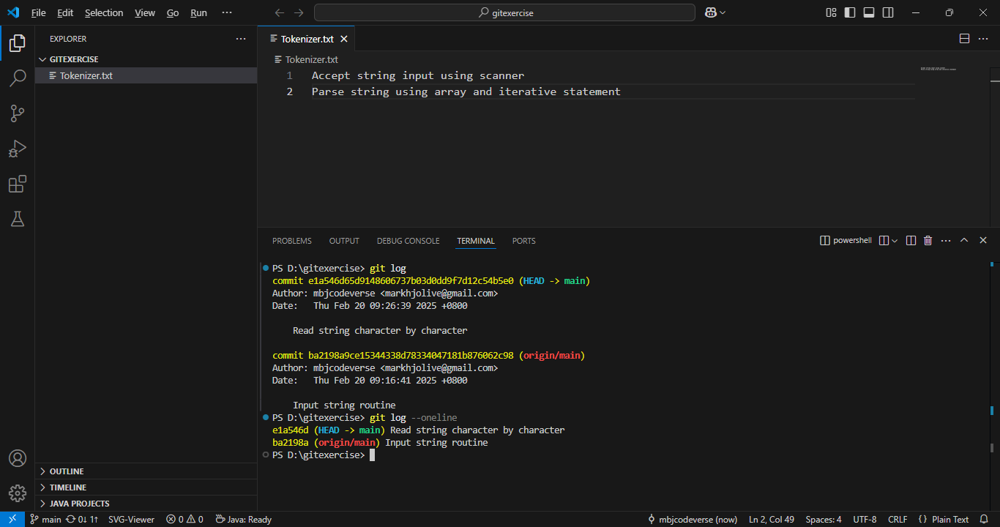 File Edit Selection View Go Run ···
gitexercise
EXPLORER
GITEXERCISE
Tokenizer.txt
OUTLINE
TIMELINE
JAVA PROJECTS
Tokenizer.txt
Tokenizer.txt
1 Accept string input using scanner
2 Parse string using array and iterative statement
PROBLEMS OUTPUT DEBUG CONSOLE TERMINAL PORTS
powershell
PS D:\gitexercise> git log
commit e1a546d65d9148606737b03d0dd9f7d12c54b5e0 (HEAD -> main)
Author: mbjcodeverse <markhjolive@gmail.com>
Date:   Thu Feb 20 09:26:39 2025 +0800
Read string character by character
commit ba2198a9ce15344338d78334047181b876062c98 (origin/main)
Author: mbjcodeverse <markhjolive@gmail.com>
Date:   Thu Feb 20 09:16:41 2025 +0800
Input string routine
PS D:\gitexercise> git log --oneline
e1a546d (HEAD -> main) Read string character by character
ba2198a (origin/main) Input string routine
PS D:\gitexercise>
main 0↓ 1↑ SVG-Viewer 0 0 Java: Ready mbjcodeverse (now) Ln 2, Col 49 Spaces: 4 UTF-8 CRLF {} Plain Text